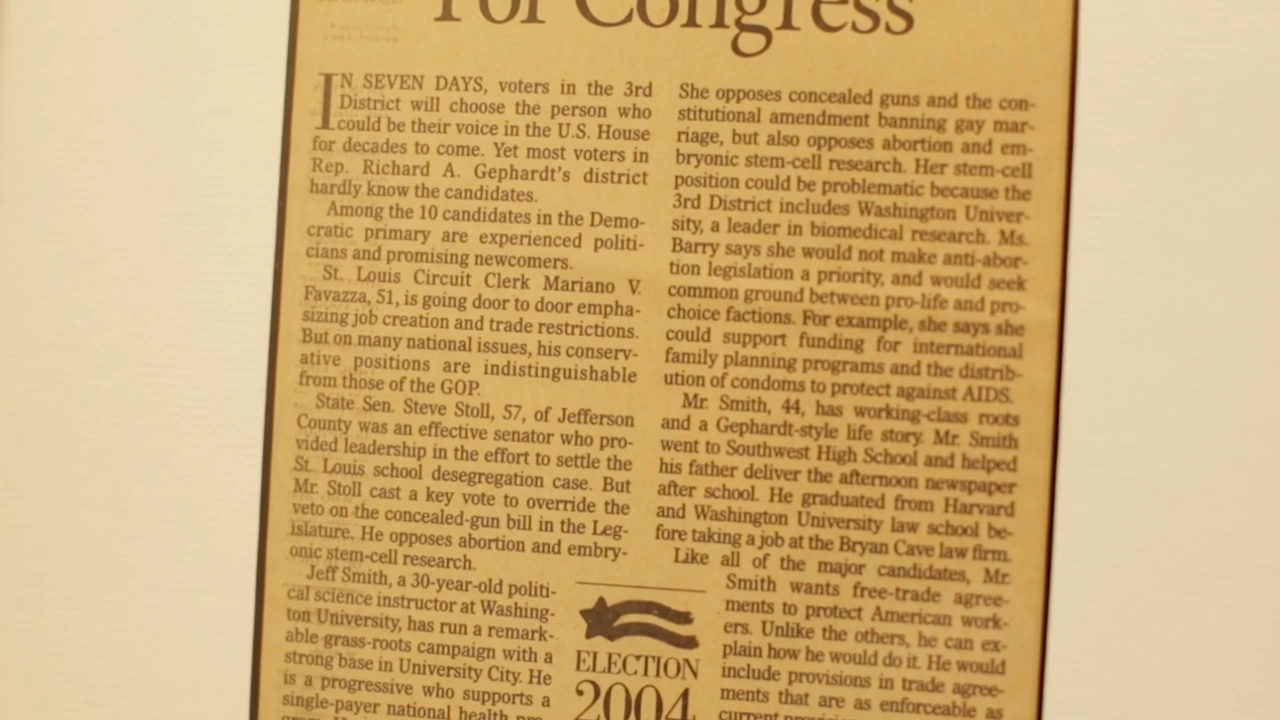 For Congress
IN SEVEN DAYS, voters in the 3rd
District will choose the person who
could be their voice in the U.S. House
for decades to come. Yet most voters in
Rep. Richard A. Gephardt's district
hardly know the candidates.
Among the 10 candidates in the Demo-
cratic primary are experienced politi-
cians and promising newcomers.
St. Louis Circuit Clerk Mariano V.
Favazza, 51, is going door to door empha-
sizing job creation and trade restrictions.
But on many national issues, his conserv-
ative positions are indistinguishable
from those of the GOP.
State Sen. Steve Stoll, 57, of Jefferson
County was an effective senator who pro-
vided leadership in the effort to settle the
St. Louis school desegregation case. But
Mr. Stoll cast a key vote to override the
veto on the concealed-gun bill in the Leg-
islature. He opposes abortion and embry-
onic stem-cell research.
Jeff Smith, a 30-year-old politi-
cal science instructor at Washing-
ton University, has run a remark-
able grass-roots campaign with a
strong base in University City. He
is a progressive who supports a
single-payer national health pro-
ELECTION
2004
She opposes concealed guns and the con-
stitutional amendment banning gay mar-
riage, but also opposes abortion and em-
bryonic stem-cell research. Her stem-cell
position could be problematic because the
3rd District includes Washington Univer-
sity, a leader in biomedical research. Ms.
Barry says she would not make anti-abor-
tion legislation a priority, and would seek
common ground between pro-life and pro-
choice factions. For example, she says she
could support funding for international
family planning programs and the distrib-
ution of condoms to protect against AIDS.
Mr. Smith, 44, has working-class roots
and a Gephardt-style life story. Mr. Smith
went to Southwest High School and helped
his father deliver the afternoon newspaper
after school. He graduated from Harvard
and Washington University law school be-
fore taking a job at the Bryan Cave law firm.
Like all of the major candidates, Mr.
Smith wants free-trade agree-
ments to protect American work-
ers. Unlike the others, he can ex-
plain how he would do it. He would
include provisions in trade agree-
ments that are as enforceable as
current